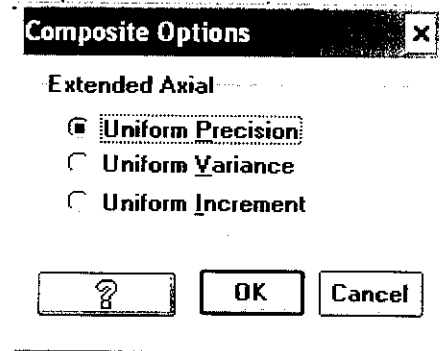 Composite Options
Extended Axial
Uniform Precision
Uniform Variance
Uniform Increment
? OK Cancel